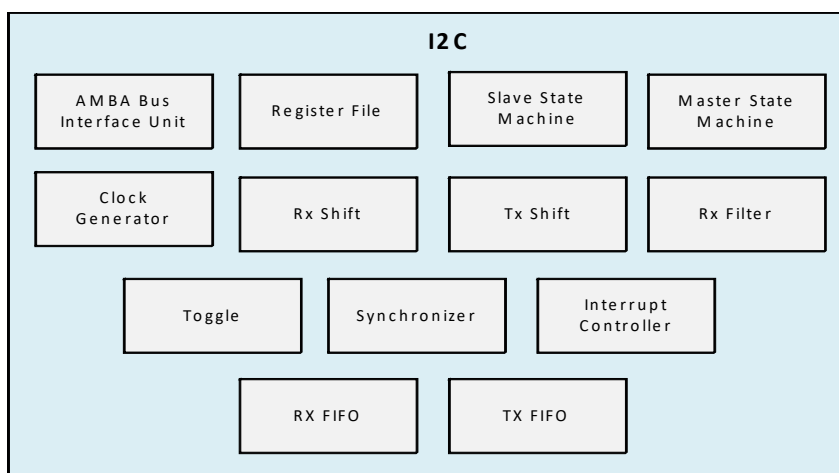 I2C
AMBA Bus
Interface Unit
Register File
Slave State
Machine
Master State
Machine
Clock
Generator
Rx Shift
Tx Shift
Rx Filter
Toggle
Synchronizer
Interrupt
Controller
RX FIFO
TX FIFO